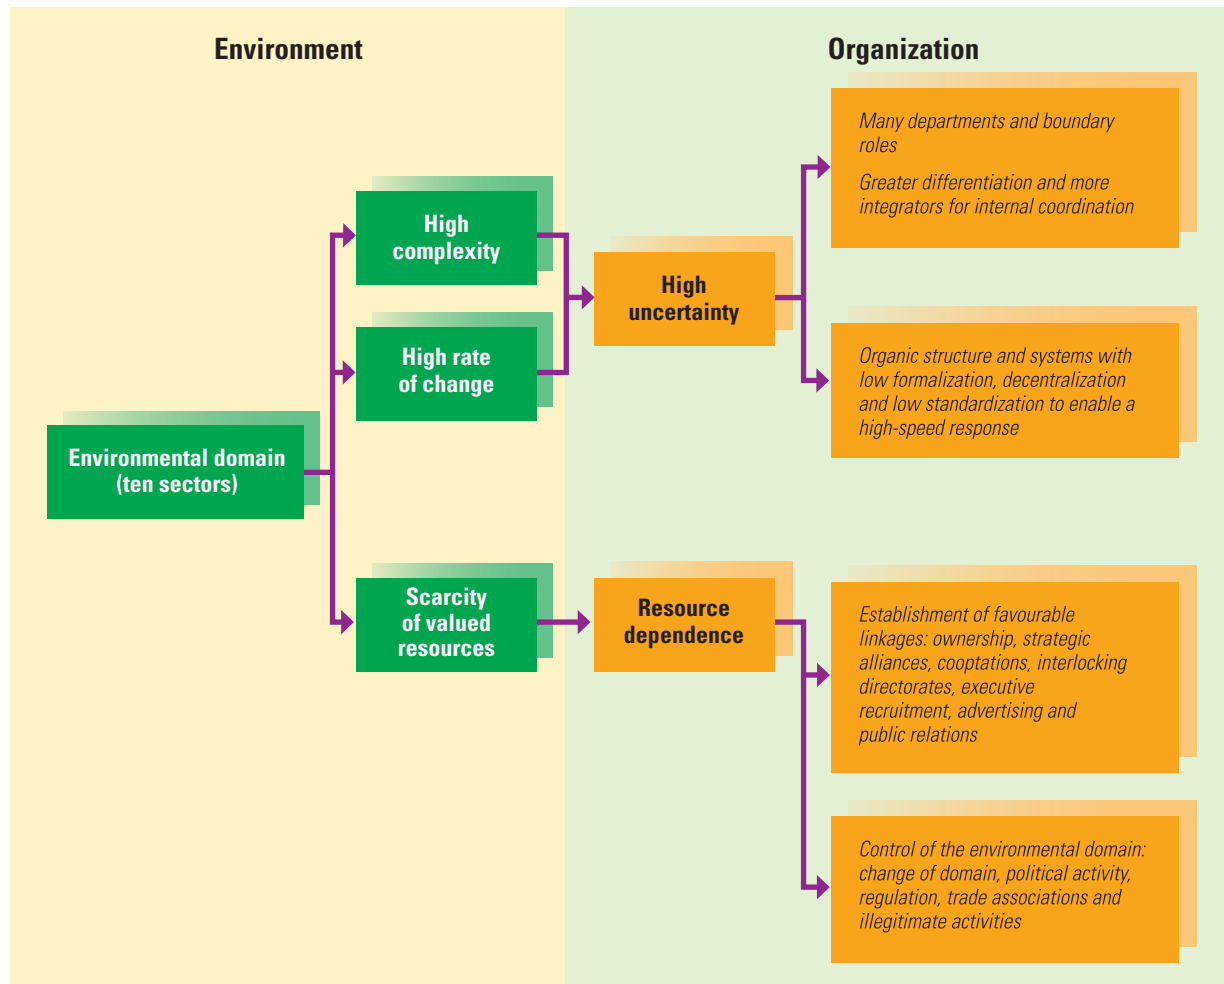 Environment
Organization
Many departments and boundary
roles
Greater differentiation and more
integrators for internal coordination
High
complexity
High
uncertainty
High rate
of change
Organic structure and systems with
low formalization, decentralization
and low standardization to enable a
high-speed response
Environmental domain
(ten sectors)
Scarcity
of valued
resources
Resource
dependence
Establishment of favourable
linkages: ownership, strategic
alliances, cooptations, interlocking
directorates, executive
recruitment, advertising and
public relations
Control of the environmental domain:
change of domain, political activity,
regulation, trade associations and
illegitimate activities